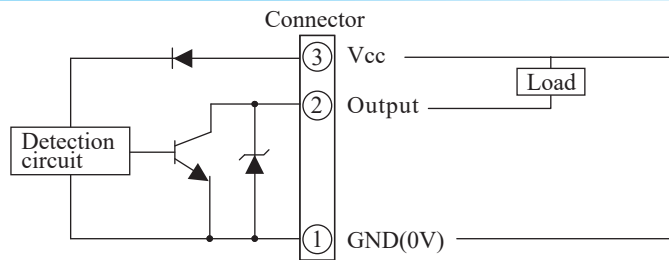 Connector
3 Vcc
Load
2 Output
Detection
circuit
1 GND(0V)